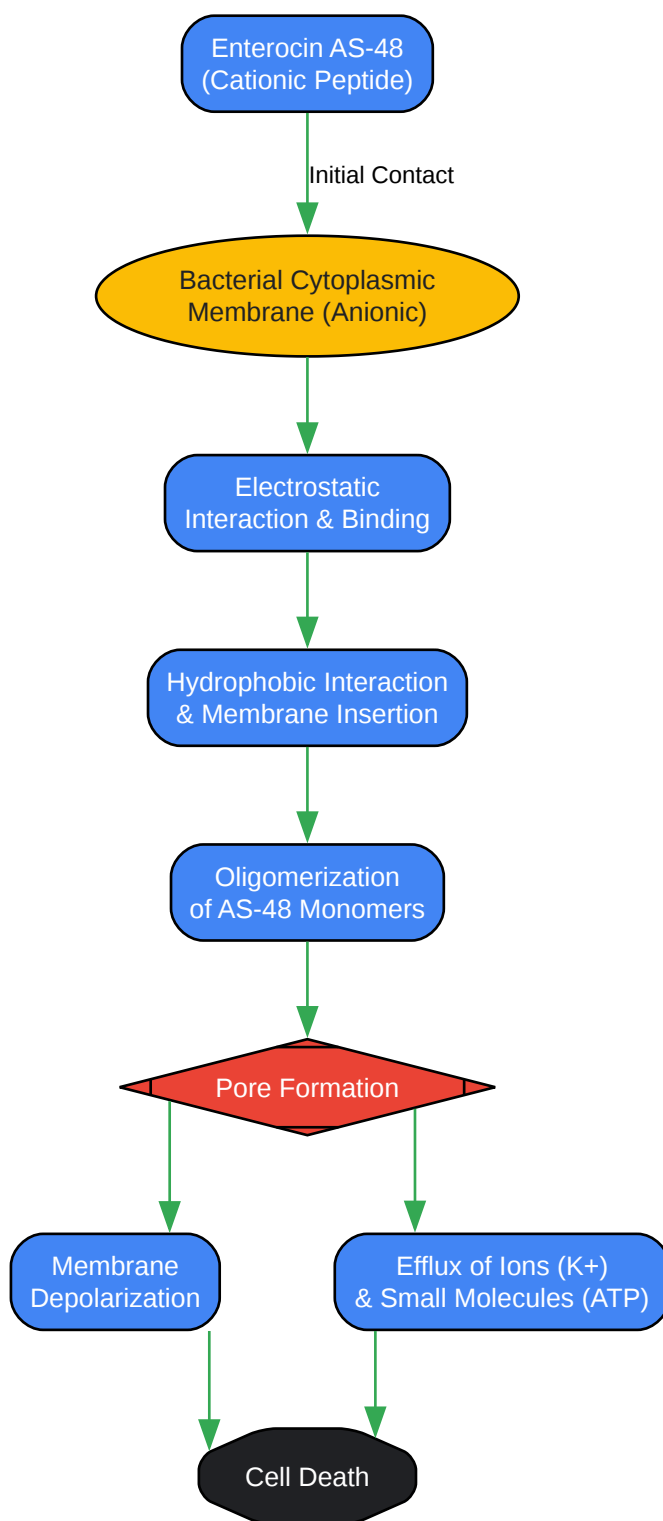 Enterocin AS-48
(Cationic Peptide)
Initial Contact
Bacterial Cytoplasmic
Membrane (Anionic)
Electrostatic
Interaction & Binding
Hydrophobic Interaction
& Membrane Insertion
Oligomerization
of AS-48 Monomers
Pore Formation
Membrane
Depolarization
Efflux of Ions (K+)
& Small Molecules (ATP)
Cell Death